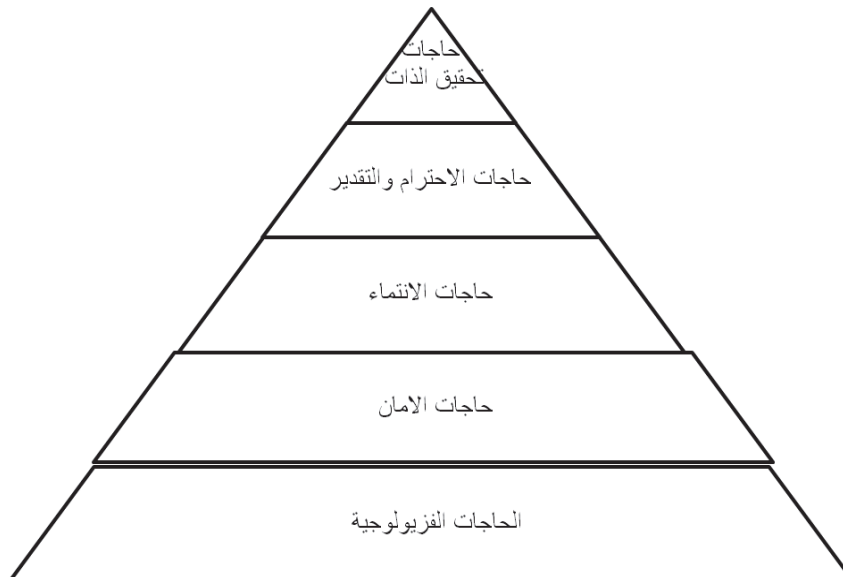 حاجات
تحقيق الذات
حاجات الاحترام والتقدير
حاجات الانتماء
حاجات الامان
الحاجات الفزيولوجية